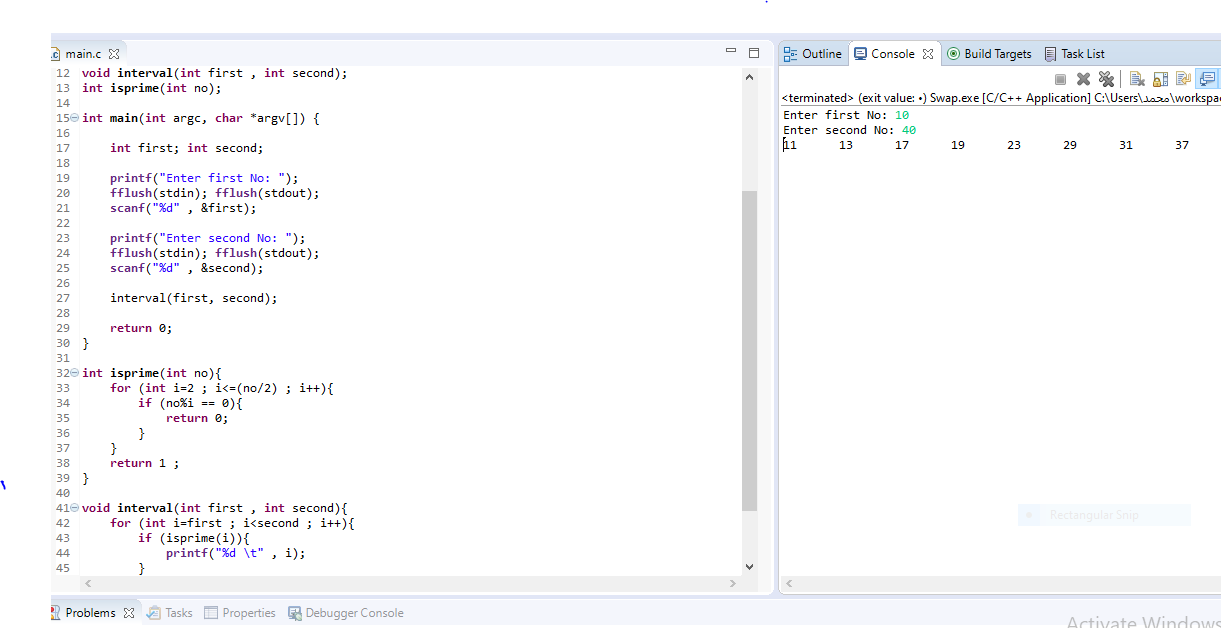 main.c
12 void interval(int first , int second);
13 int isprime(int no);
14
15 int main(int argc, char *argv[]) {
16
17 int first; int second;
18
19 printf("Enter first No: ");
20 fflush(stdin); fflush(stdout);
21 scanf("%d" , &first);
22
23 printf("Enter second No: ");
24 fflush(stdin); fflush(stdout);
25 scanf("%d" , &second);
26
27 interval(first, second);
28
29 return 0;
30 }
31
32 int isprime(int no){
33 for (int i=2 ; i<=(no/2) ; i++){
34 if (no%i == 0){
35 return 0;
36 }
37 }
38 return 1 ;
39 }
40
41 void interval(int first , int second){
42 for (int i=first ; i<second ; i++){
43 if (isprime(i)){
44 printf("%d \t" , i);
45 }
Outline Console Build Targets Task List
<terminated> (exit value: •) Swap.exe [C/C++ Application] C:\Users\محمد\workspac
Enter first No: 10
Enter second No: 40
11 13 17 19 23 29 31 37
Rectangular Snip
Problems Tasks Properties Debugger Console
Activate Windows